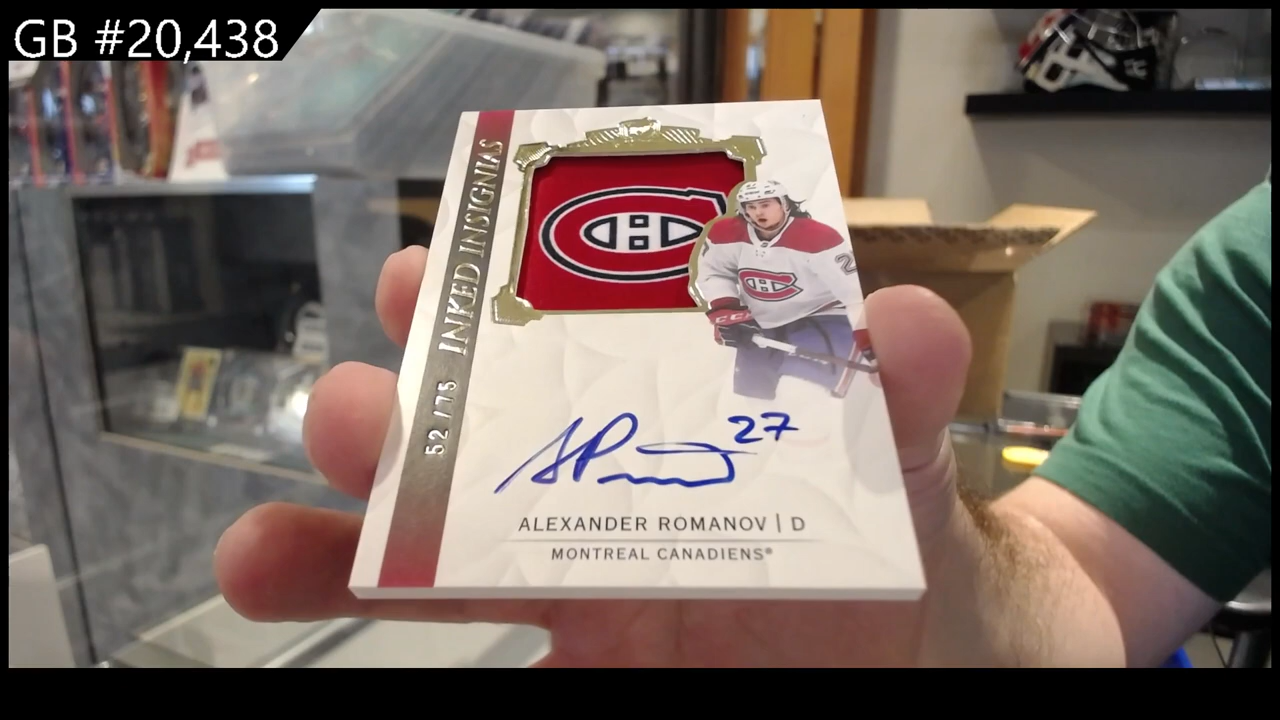 GB #20,438
INKED INSIGNIAS
52/75
27
ALEXANDER ROMANOV | D
MONTREAL CANADIENS®